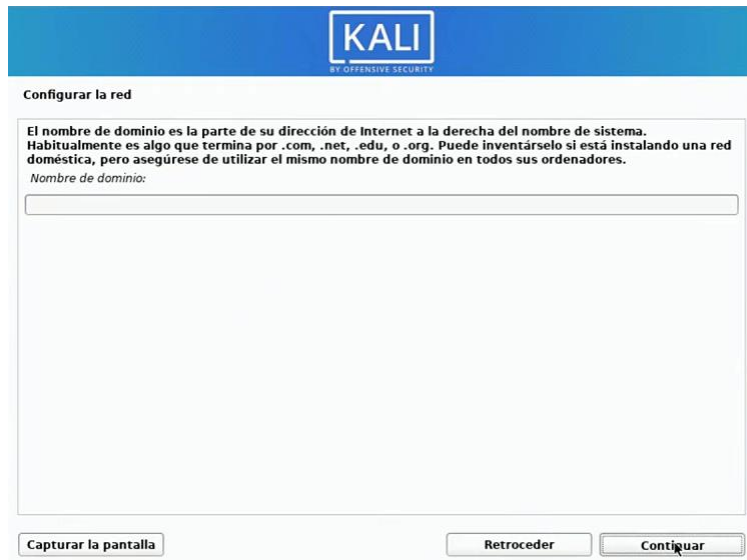 KALI
BY OFFENSIVE SECURITY
Configurar la red
El nombre de dominio es la parte de su dirección de Internet a la derecha del nombre de sistema.
Habitualmente es algo que termina por .com, .net, .edu, o .org. Puede inventárselo si está instalando una red
doméstica, pero asegúrese de utilizar el mismo nombre de dominio en todos sus ordenadores.
Nombre de dominio:
Capturar la pantalla
Retroceder
Continuar